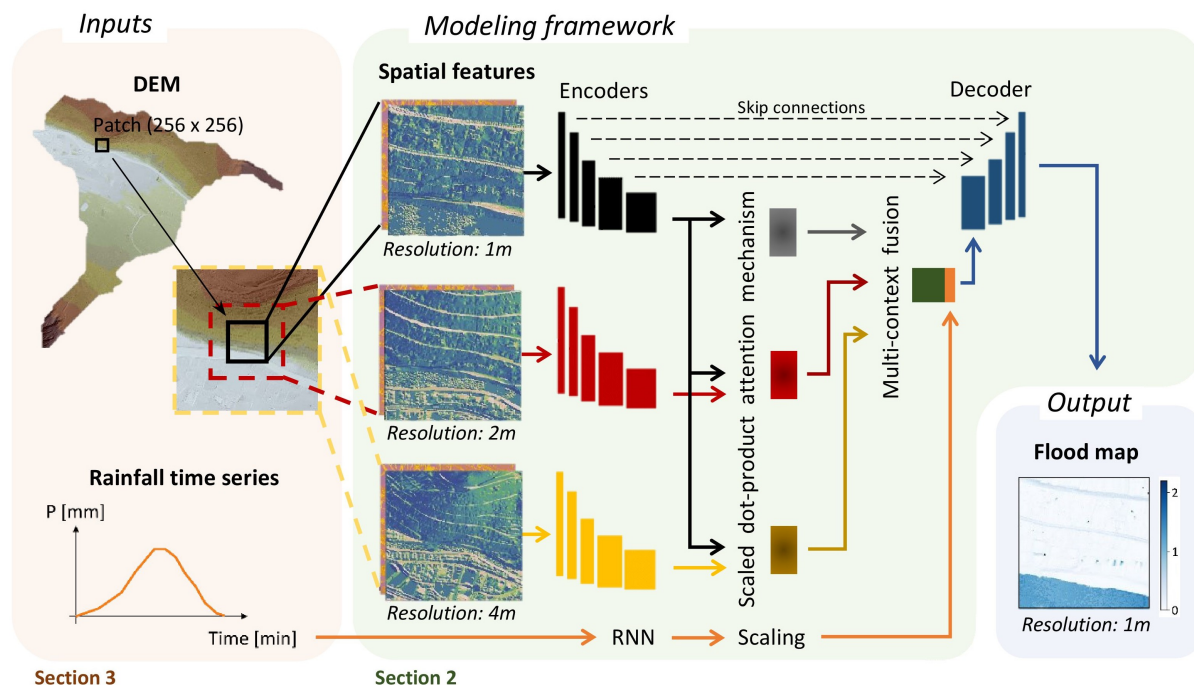 Inputs
Modeling framework
DEM
Patch (256 x 256)
Spatial features
Encoders
Skip connections
Decoder
Resolution: 1m
Resolution: 2m
Resolution: 4m
Scaled dot-product attention mechanism
Multi-context fusion
Rainfall time series
P [mm]
Time [min]
RNN
Scaling
Output
Flood map
2
1
0
Resolution: 1m
Section 3
Section 2